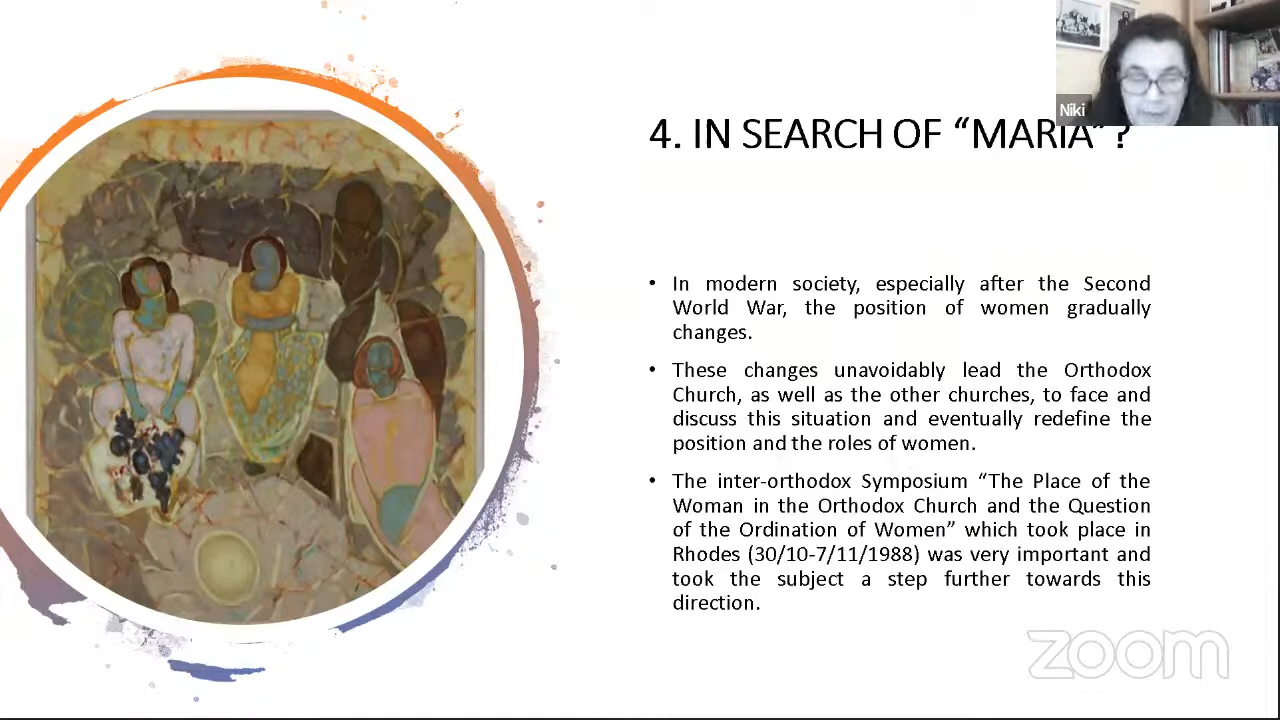 Niki
4. IN SEARCH OF “MARIA”?
• In modern society, especially after the Second
World War, the position of women gradually
changes.
• These changes unavoidably lead the Orthodox
Church, as well as the other churches, to face and
discuss this situation and eventually redefine the
position and the roles of women.
• The inter-orthodox Symposium “The Place of the
Woman in the Orthodox Church and the Question
of the Ordination of Women” which took place in
Rhodes (30/10-7/11/1988) was very important and
took the subject a step further towards this
direction.
zoom